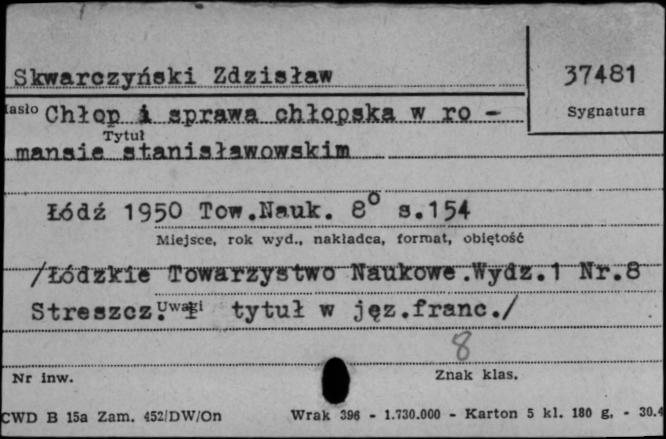 Skwarczyński Zdzisław
37481
Hasło Chłop i sprawa chłopska w ro -
Sygnatura
Tytuł
mansie stanisławowskim
Łódź 1950 Tow.Nauk. 8° s.154
Miejsce, rok wyd., nakładca, format, objętość
/Łódzkie Towarzystwo Naukowe.Wydz.1 Nr.8
Uwagi
Streszcz. i tytuł w jęz.franc./
8
Nr inw.
Znak klas.
CWD B 15a Zam. 452/DW/On Wrak 396 - 1.730.000 - Karton 5 kl. 180 g. - 30.4